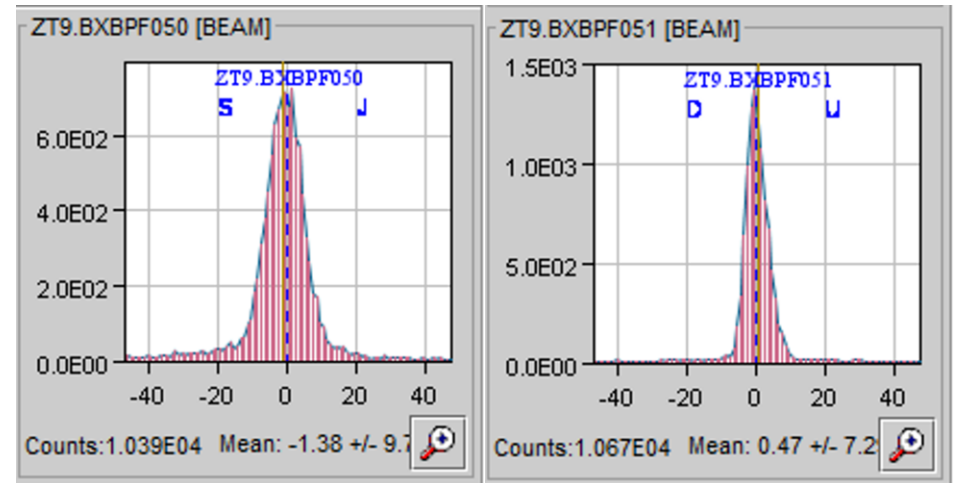 ZT9.BXBPF050 [BEAM]
ZT9.BXBPF050
S J
6.0E02
4.0E02
2.0E02
0.0E00
-40 -20 0 20 40
Counts:1.039E04 Mean: -1.38 +/- 9.7
ZT9.BXBPF051 [BEAM]
1.5E03
ZT9.BXBPF051
D U
1.0E03
5.0E02
0.0E00
-40 -20 0 20 40
Counts:1.067E04 Mean: 0.47 +/- 7.2